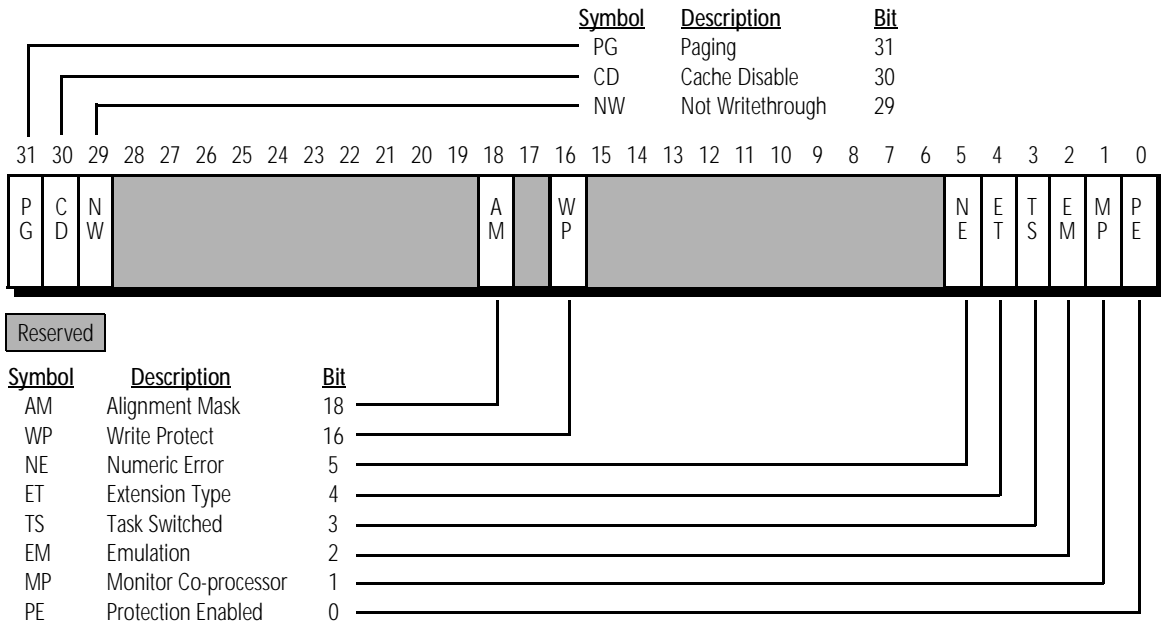 Symbol Description Bit
PG Paging 31
CD Cache Disable 30
NW Not Writethrough 29
31 30 29 28 27 26 25 24 23 22 21 20 19 18 17 16 15 14 13 12 11 10 9 8 7 6 5 4 3 2 1 0
P C N A W N E T E M P
G D W M P E T S M P E
Reserved
Symbol Description Bit
AM Alignment Mask 18
WP Write Protect 16
NE Numeric Error 5
ET Extension Type 4
TS Task Switched 3
EM Emulation 2
MP Monitor Co-processor 1
PE Protection Enabled 0